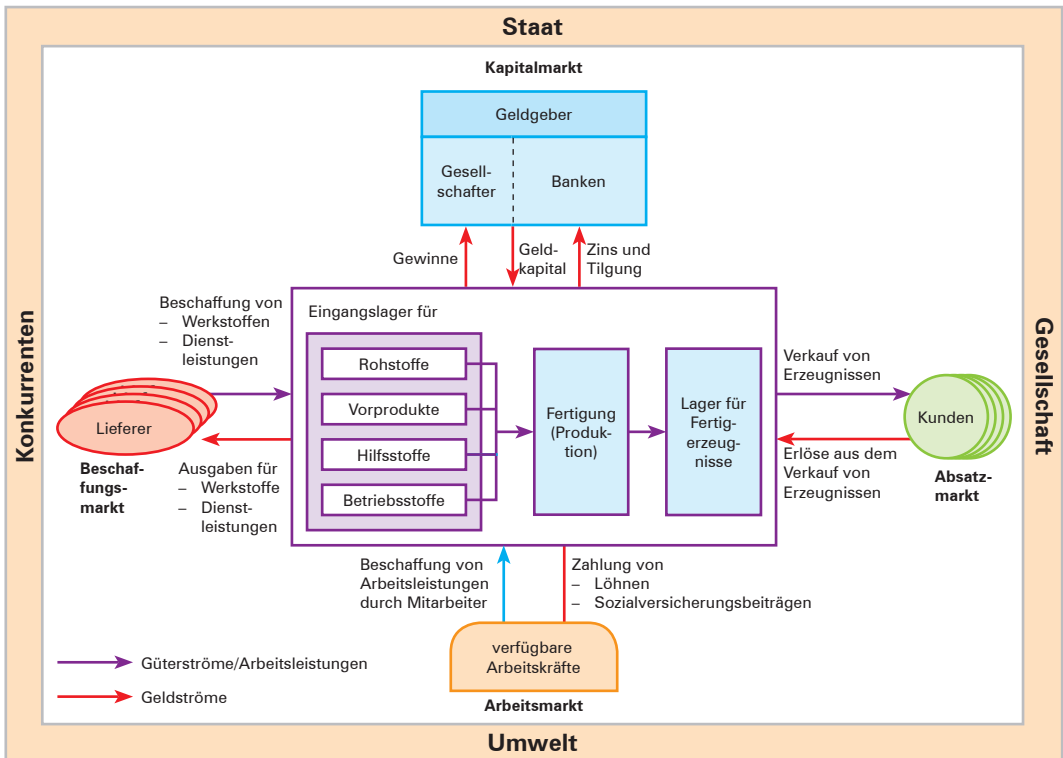 Staat
Kapitalmarkt
Geldgeber
Gesell-
schafter
Banken
Gewinne
Geld-
kapital
Zins und
Tilgung
Konkurrenten
Gesellschaft
Beschaffung von
– Werkstoffen
– Dienst-
leistungen
Eingangslager für
Rohstoffe
Vorprodukte
Hilfsstoffe
Betriebsstoffe
Fertigung
(Produk-
tion)
Lager für
Fertig-
erzeug-
nisse
Verkauf von
Erzeugnissen
Lieferer
Kunden
Beschaf-
fungs-
markt
Ausgaben für
– Werkstoffe
– Dienst-
leistungen
Erlöse aus dem
Verkauf von
Erzeugnissen
Absatz-
markt
Beschaffung von
Arbeitsleistungen
durch Mitarbeiter
Zahlung von
– Löhnen
– Sozialversicherungsbeiträgen
verfügbare
Arbeitskräfte
Arbeitsmarkt
Güterströme/Arbeitsleistungen
Geldströme
Umwelt